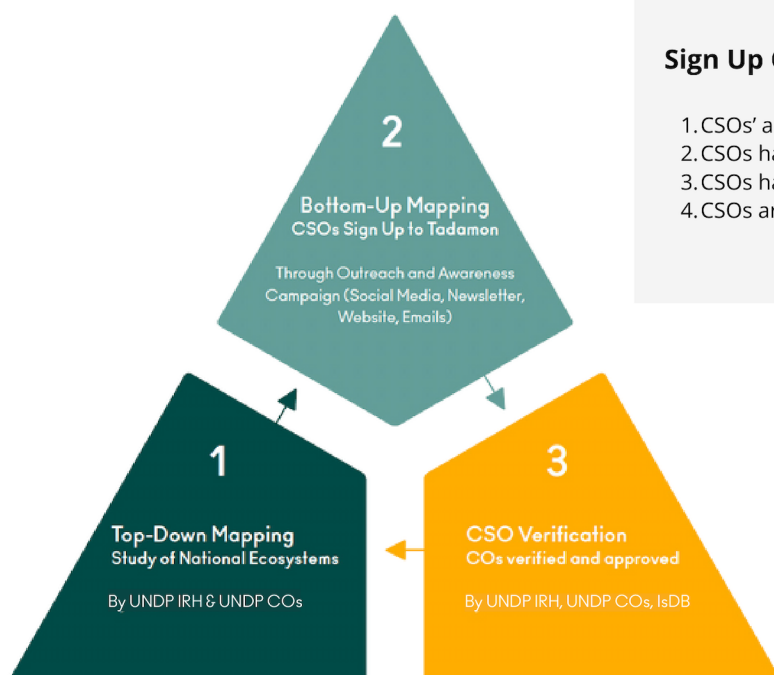 Sign Up
1. CSOs' a
2. CSOs ha
3. CSOs ha
4. CSOs ar
2
Bottom-Up Mapping
CSOs Sign Up to Tadamon
Through Outreach and Awareness
Campaign (Social Media, Newsletter,
Website, Emails)
1
Top-Down Mapping
Study of National Ecosystems
By UNDP IRH & UNDP COs
3
CSO Verification
COs verified and approved
By UNDP IRH, UNDP COs, IsDB